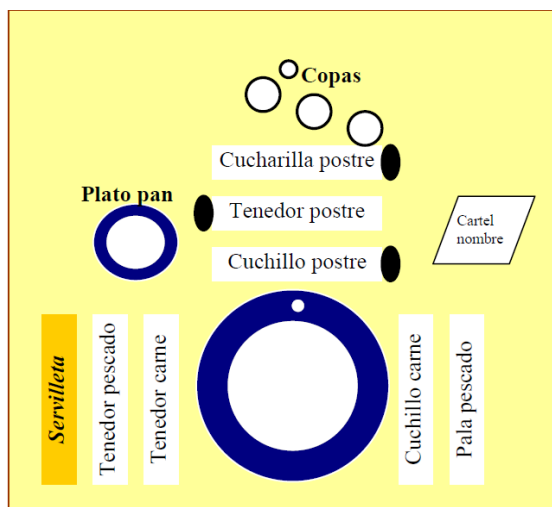 Copas
Cucharilla postre
Plato pan
Tenedor postre
Cartel
nombre
Cuchillo postre
Servilleta
Tenedor pescado
Tenedor carne
Cuchillo carne
Pala pescado